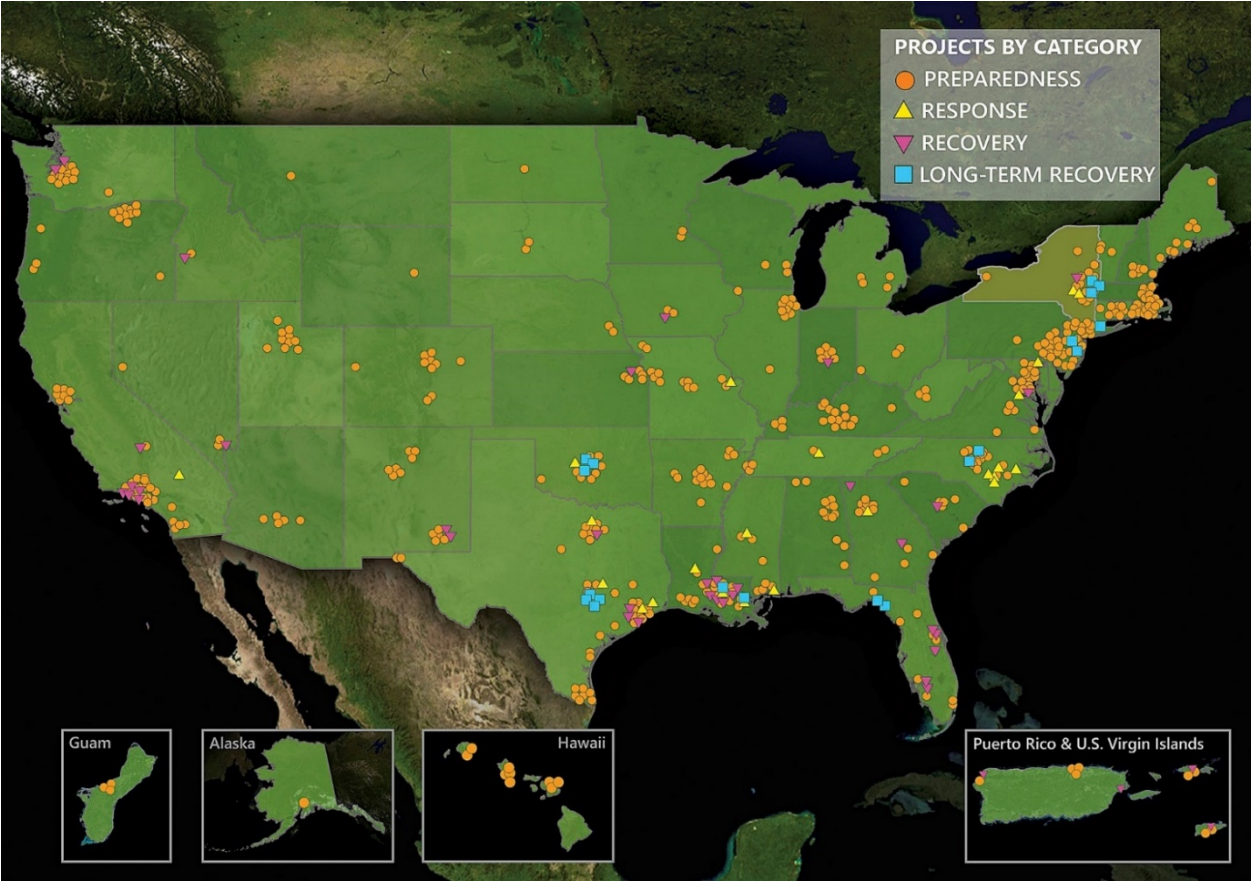 PROJECTS BY CATEGORY
PREPAREDNESS
RESPONSE
RECOVERY
LONG-TERM RECOVERY
Guam
Alaska
Hawaii
Puerto Rico & U.S. Virgin Islands